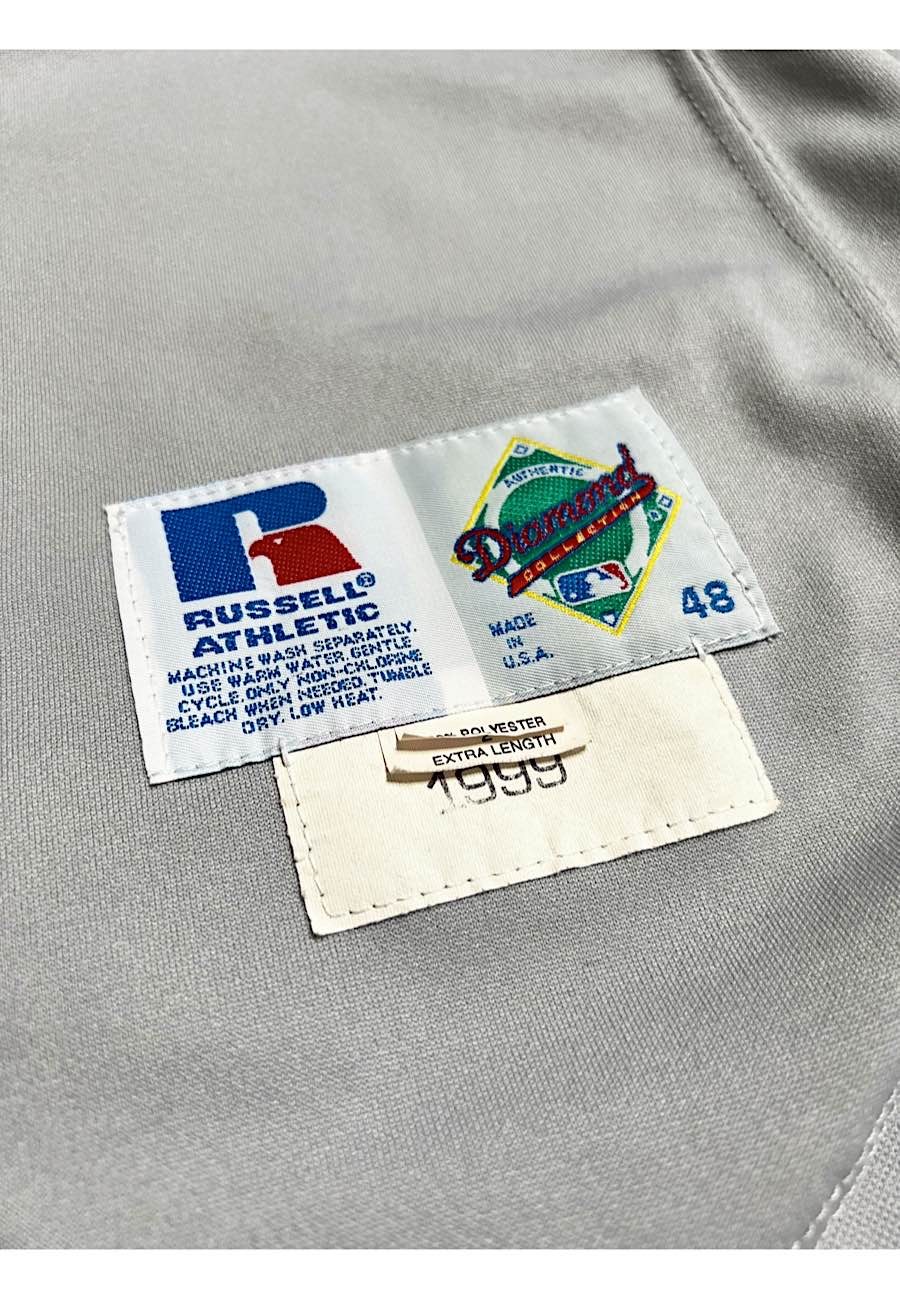 RUSSELL®
ATHLETIC
MACHINE WASH SEPARATELY.
USE WARM WATER. GENTLE
CYCLE. ONLY NON-CHLORINE
BLEACH WHEN NEEDED. TUMBLE
DRY. LOW HEAT.
AUTHENTIC
Diamond
COLLECTION
MADE
IN
U.S.A.
48
% POLYESTER
EXTRA LENGTH
1999